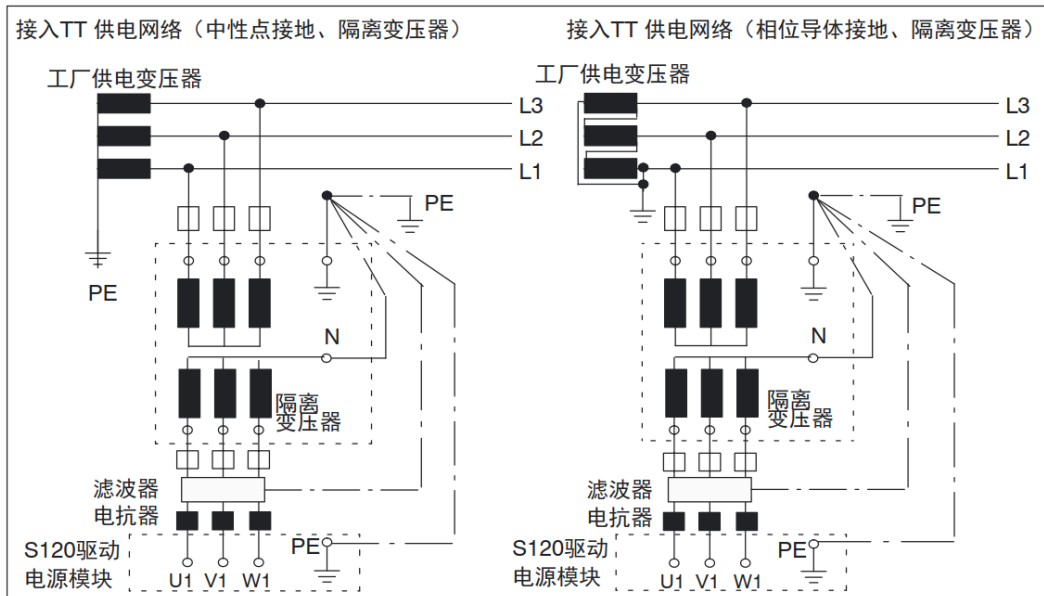 接入TT 供电网络（中性点接地、隔离变压器）
工厂供电变压器
L3
L2
L1
PE
PE
N
隔离
变压器
滤波器
电抗器
S120驱动
电源模块
PE
U1 V1 W1
接入TT 供电网络（相位导体接地、隔离变压器）
工厂供电变压器
L3
L2
L1
PE
N
隔离
变压器
滤波器
电抗器
S120驱动
电源模块
PE
U1 V1 W1